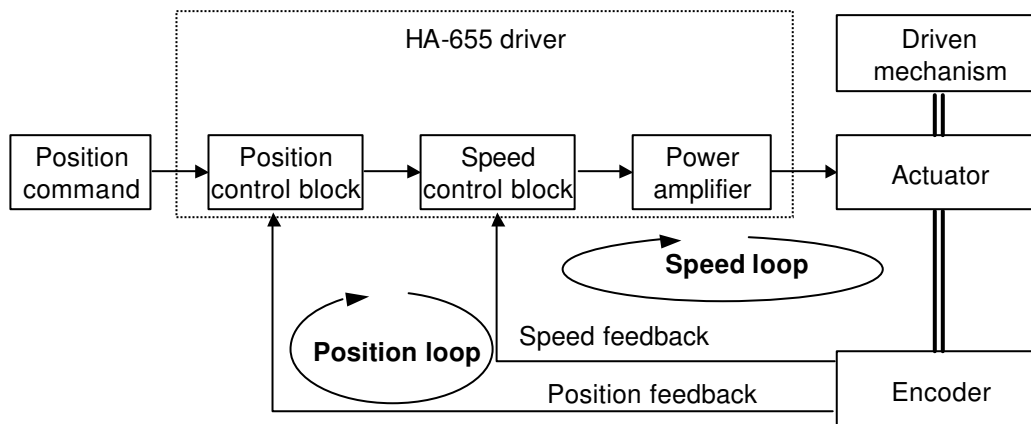 HA-655 driver
Driven
mechanism
Position
command
Position
control block
Speed
control block
Power
amplifier
Actuator
Speed loop
Position loop
Speed feedback
Position feedback
Encoder